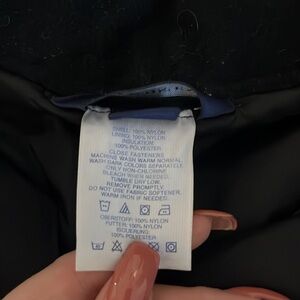 SHELL: 100% NYLON
LINING: 100% NYLON
INSULATION:
100% POLYESTER
CLOSE FASTENERS
MACHINE WASH WARM NORMAL
WASH DARK COLORS SEPARATELY
ONLY NON-CHLORINE
BLEACH WHEN NEEDED
TUMBLE DRY LOW
REMOVE PROMPTLY.
DO NOT USE FABRIC SOFTENER.
WARM IRON IF NEEDED
OBERSTOFF: 100% NYLON
FUTTER: 100% NYLON
ISOLIERUNG:
100% POLYESTER